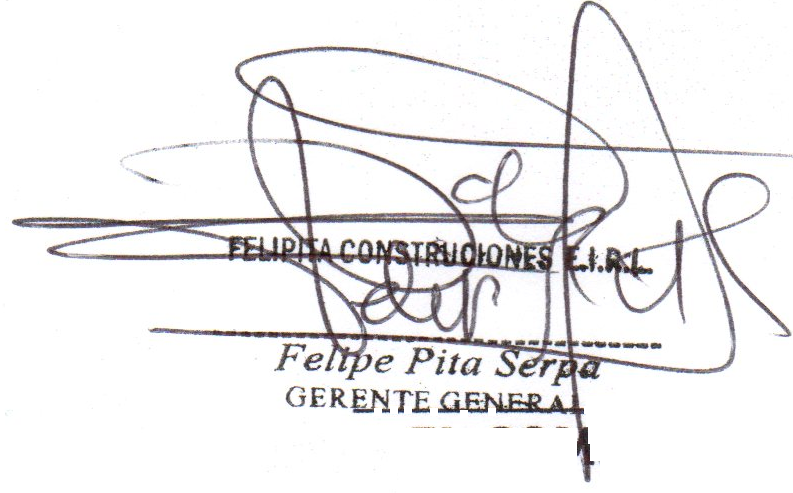 FELIPITA CONSTRUCIONES E.I.R.L.
Felipe Pita Serpa
GERENTE GENERAL